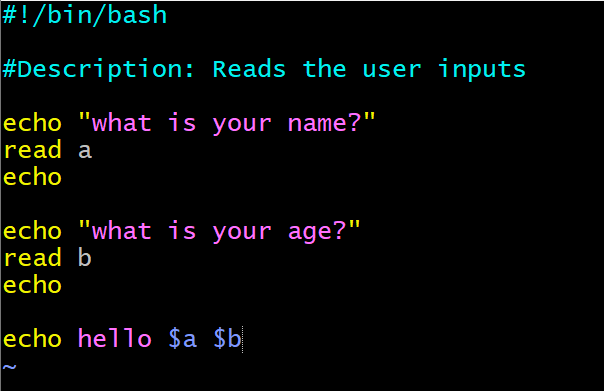 #!/bin/bash
#Description: Reads the user inputs
echo "what is your name?"
read a
echo
echo "what is your age?"
read b
echo
echo hello $a $b
~